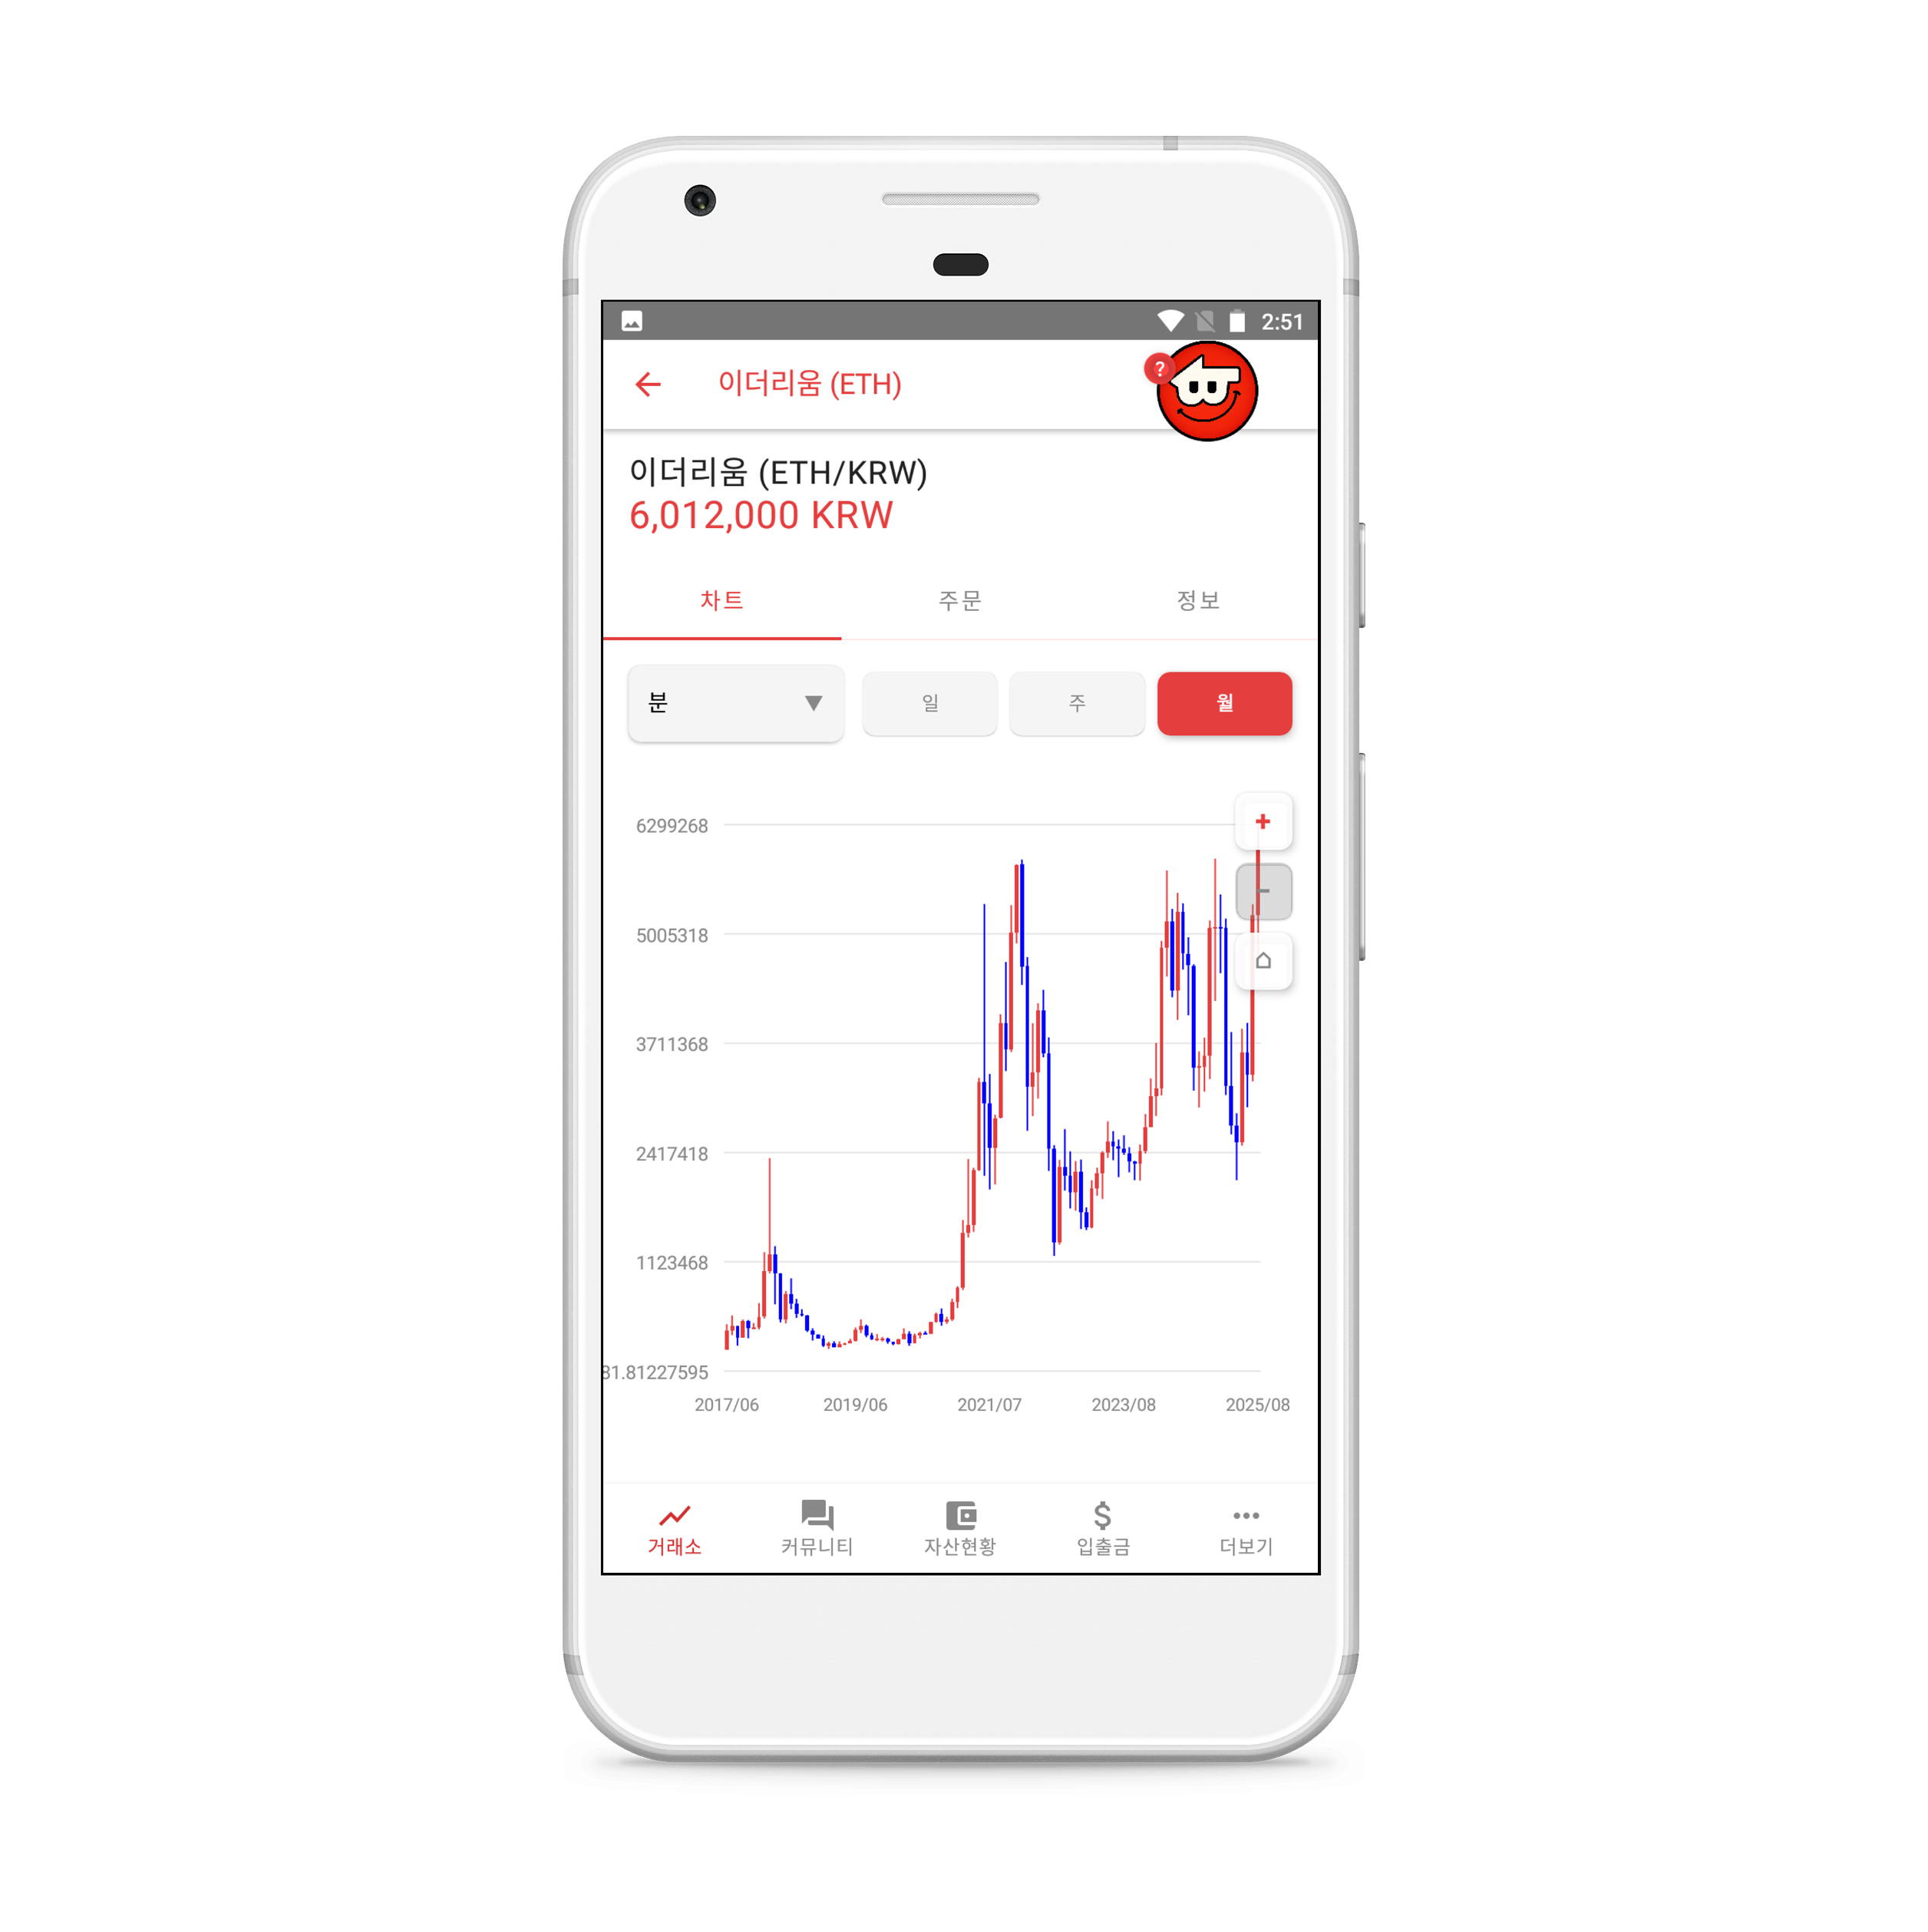 2:51
이더리움 (ETH)
?
이더리움 (ETH/KRW)
6,012,000 KRW
차트 주문 정보
분 일 주 월
+
6299268
-
5005318
3711368
2417418
1123468
81.81227595
2017/06 2019/06 2021/07 2023/08 2025/08
거래소 커뮤니티 자산현황 입출금 더보기